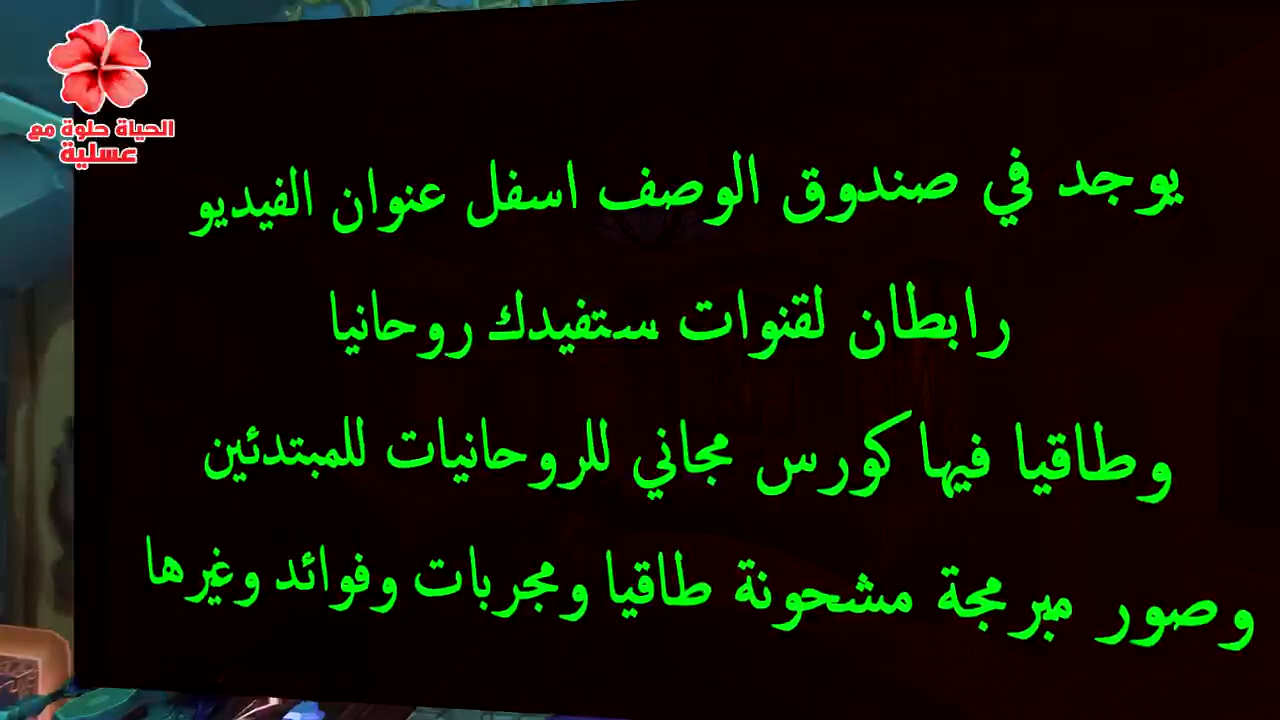 الحياة حلوة مع
عسلية
يوجد في صندوق الوصف اسفل عنوان الفيديو
رابطان لقنوات ستفيدك روحانيا
وطاقيا فيها كورس مجاني للروحانيات للمبتدئين
وصور مبرمجة مشحونة طاقيا ومجربات وفوائد وغيرها